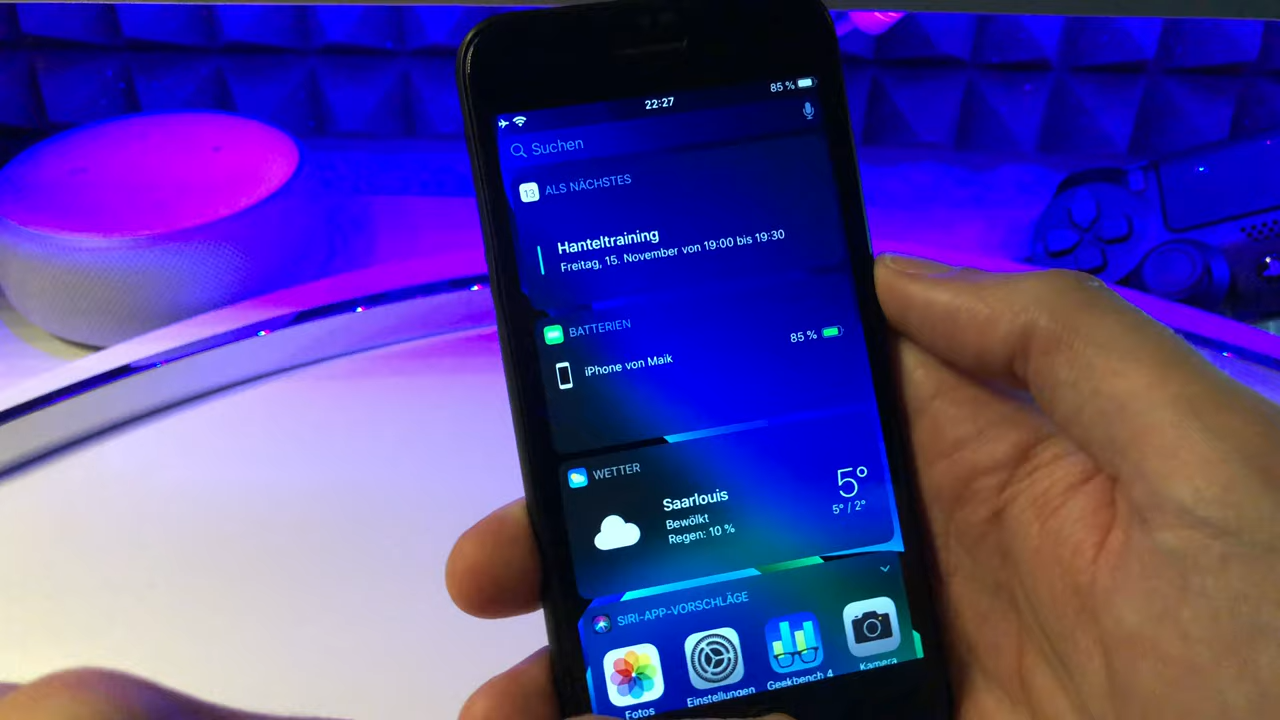 22:27
85 %
Suchen
13
ALS NÄCHSTES
Hanteltraining
Freitag, 15. November von 19:00 bis 19:30
BATTERIEN
iPhone von Maik
85 %
WETTER
Saarlouis
Bewölkt
Regen: 10 %
5°
5° / 2°
SIRI-APP-VORSCHLÄGE
Fotos
Einstellungen
Geekbench 4
Kamera